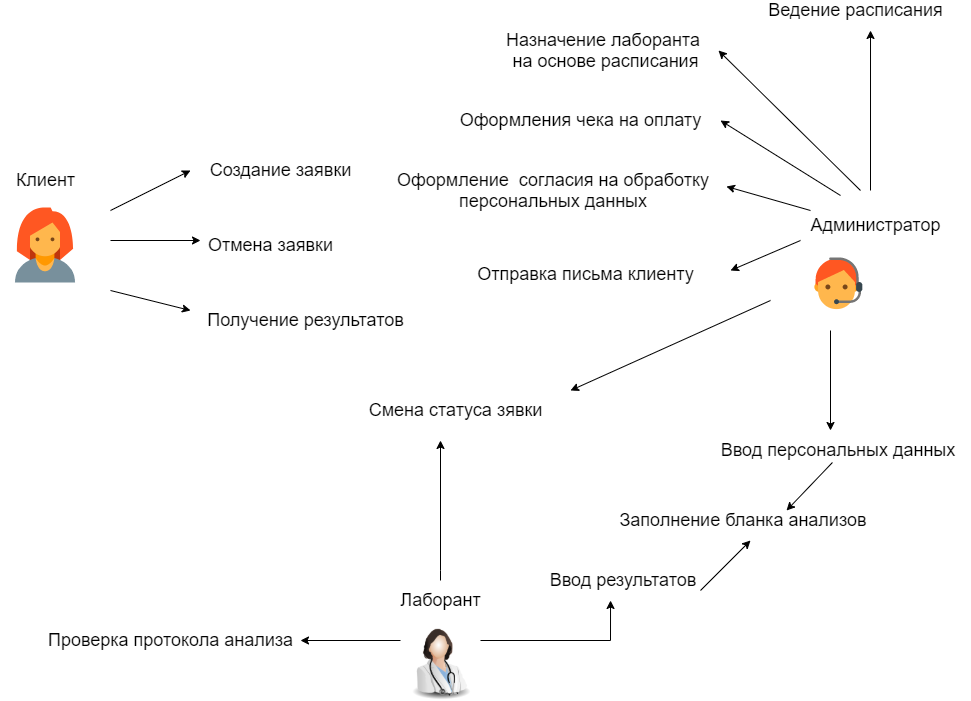 Ведение расписания
Назначение лаборанта
на основе расписания
Оформления чека на оплату
Создание заявки
Клиент
Оформление согласия на обработку
персональных данных
Администратор
Отмена заявки
Отправка письма клиенту
Получение результатов
Смена статуса зявки
Ввод персональных данных
Заполнение бланка анализов
Ввод результатов
Лаборант
Проверка протокола анализа